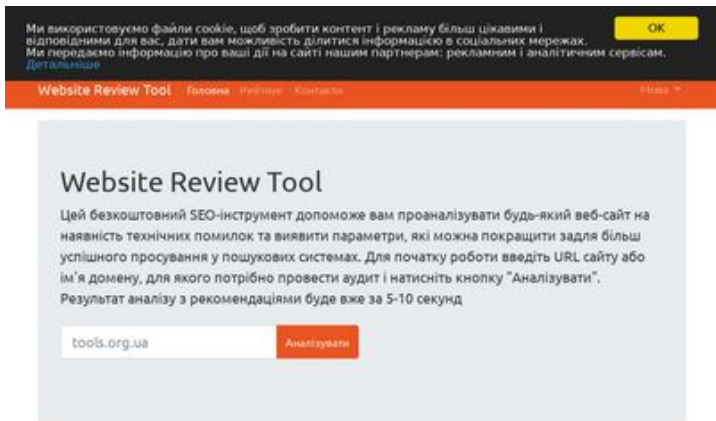 Ми використовуємо файли cookie, щоб зробити контент і рекламу більш цікавими і
відповідними для вас, дати вам можливість ділитися інформацією в соціальних мережах.
Ми передаємо інформацію про ваші дії на сайті нашим партнерам: рекламним і аналітичним сервісам.
Детальніше
OK
Website Review Tool Головна Рейтинг Контакти Мова
Website Review Tool
Цей безкоштовний SEO-інструмент допоможе вам проаналізувати будь-який веб-сайт на
наявність технічних помилок та виявити параметри, які можна покращити задля більш
успішного просування у пошукових системах. Для початку роботи введіть URL сайту або
ім'я домену, для якого потрібно провести аудит і натисніть кнопку "Аналізувати".
Результат аналізу з рекомендаціями буде вже за 5-10 секунд
tools.org.ua Аналізувати